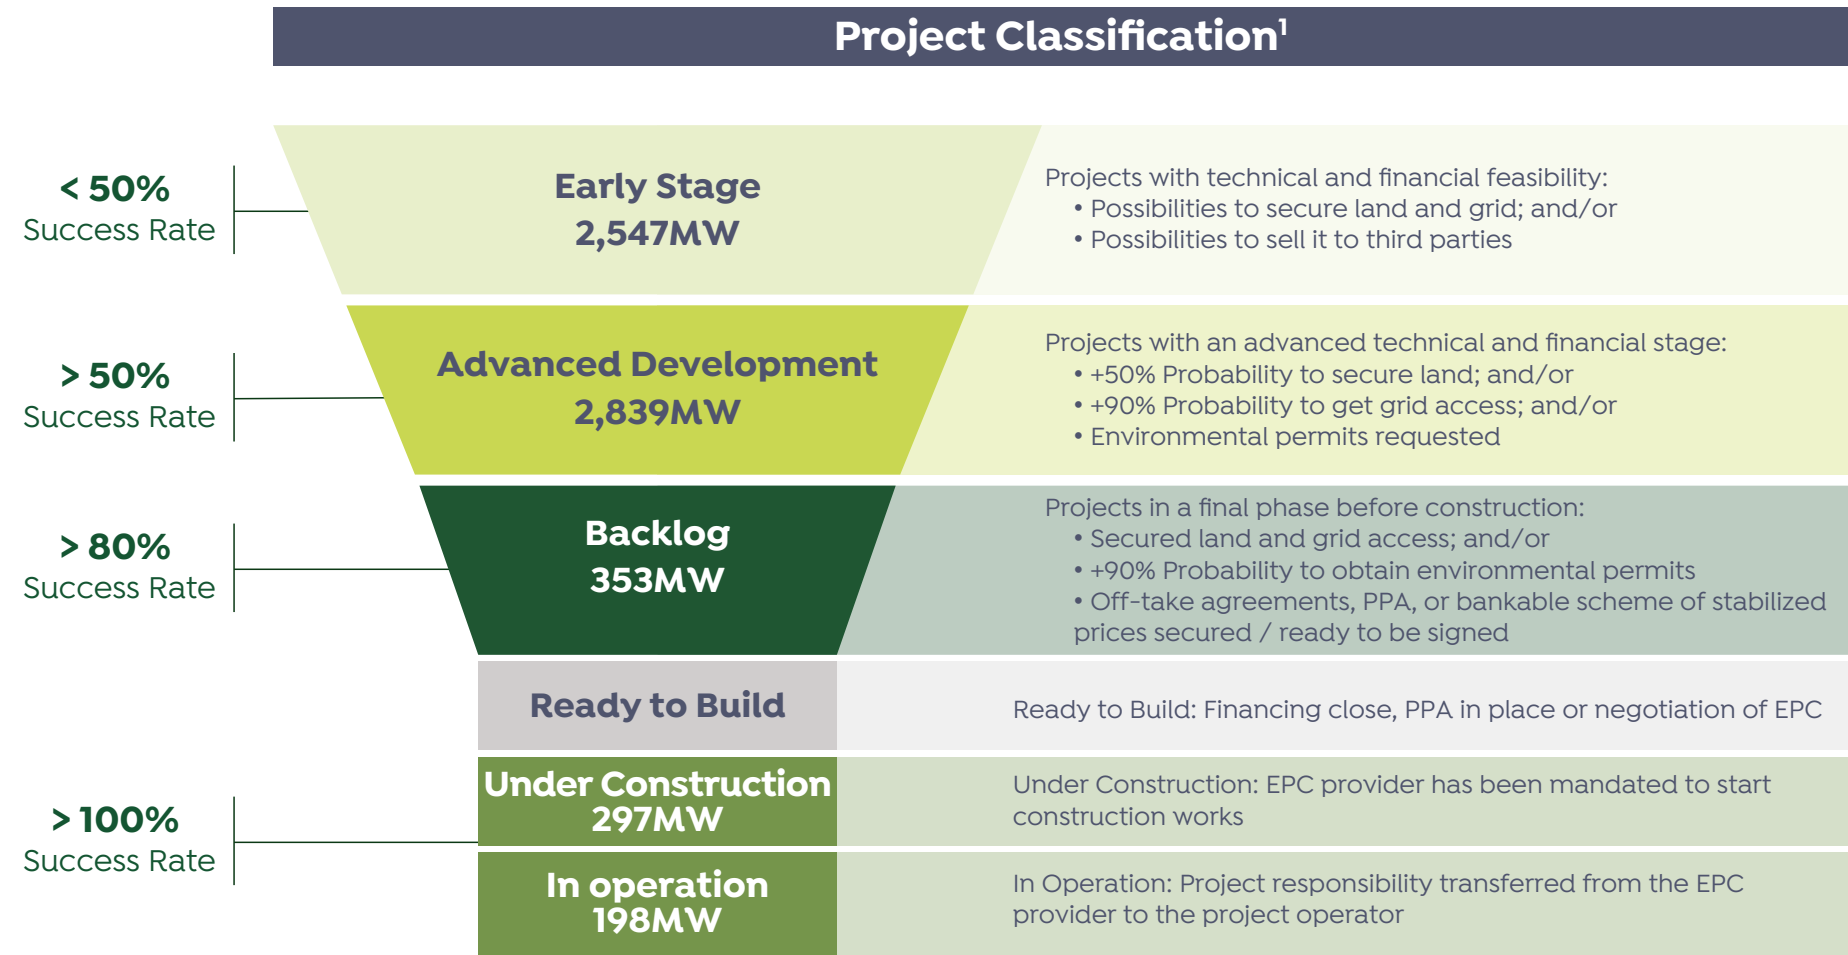 Project Classification¹
< 50%
Success Rate
Early Stage
2,547MW
Projects with technical and financial feasibility:
• Possibilities to secure land and grid; and/or
• Possibilities to sell it to third parties
> 50%
Success Rate
Advanced Development
2,839MW
Projects with an advanced technical and financial stage:
• +50% Probability to secure land; and/or
• +90% Probability to get grid access; and/or
• Environmental permits requested
> 80%
Success Rate
Backlog
353MW
Projects in a final phase before construction:
• Secured land and grid access; and/or
• +90% Probability to obtain environmental permits
• Off-take agreements, PPA, or bankable scheme of stabilized
prices secured / ready to be signed
Ready to Build
Ready to Build: Financing close, PPA in place or negotiation of EPC
> 100%
Success Rate
Under Construction
297MW
Under Construction: EPC provider has been mandated to start
construction works
In operation
198MW
In Operation: Project responsibility transferred from the EPC
provider to the project operator